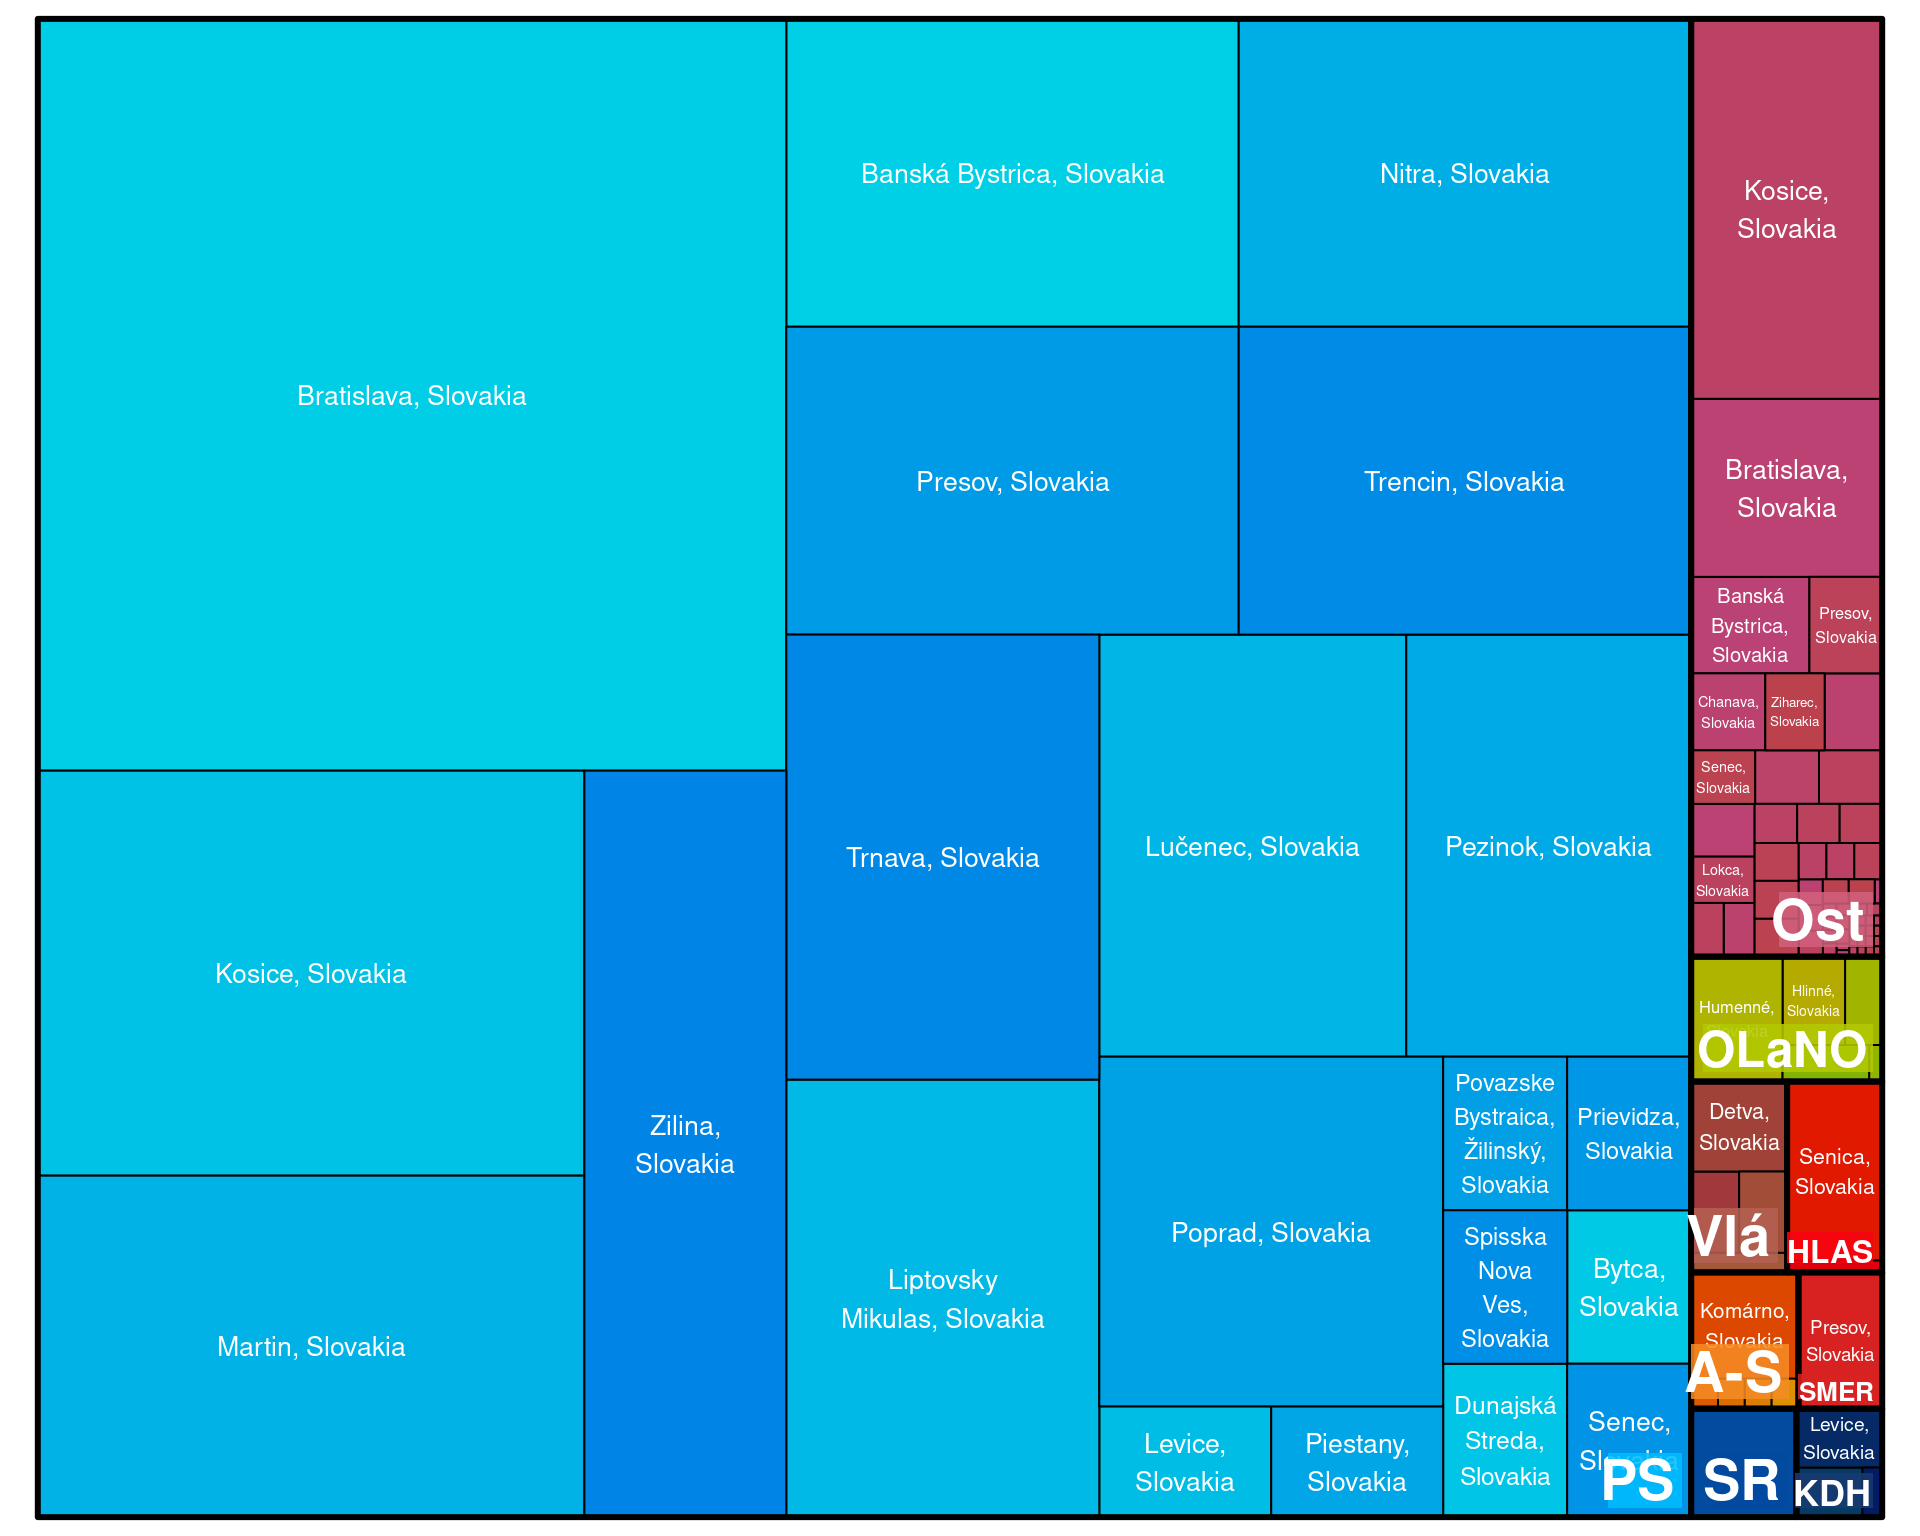 Bratislava, Slovakia
Banská Bystrica, Slovakia
Nitra, Slovakia
Presov, Slovakia
Trencin, Slovakia
Kosice, Slovakia
Martin, Slovakia
Zilina,
Slovakia
Trnava, Slovakia
Lučenec, Slovakia
Pezinok, Slovakia
Liptovsky
Mikulas, Slovakia
Poprad, Slovakia
Levice,
Slovakia
Piestany,
Slovakia
Povazske
Bystraica,
Žilinský,
Slovakia
Prievidza,
Slovakia
Spisska
Nova
Ves,
Slovakia
Bytca,
Slovakia
Dunajská
Streda,
Slovakia
Senec,
Slovakia
PS
Kosice,
Slovakia
Bratislava,
Slovakia
Banská
Bystrica,
Slovakia
Presov,
Slovakia
Chanava,
Slovakia
Ziharec,
Slovakia
Senec,
Slovakia
Lokca,
Slovakia
Ost
Humenné,
Slovakia
Hlinné,
Slovakia
OLaNO
Detva,
Slovakia
Vlá
Senica,
Slovakia
HLAS
Komárno,
Slovakia
A-S
Presov,
Slovakia
SMER
SR
Levice,
Slovakia
KDH